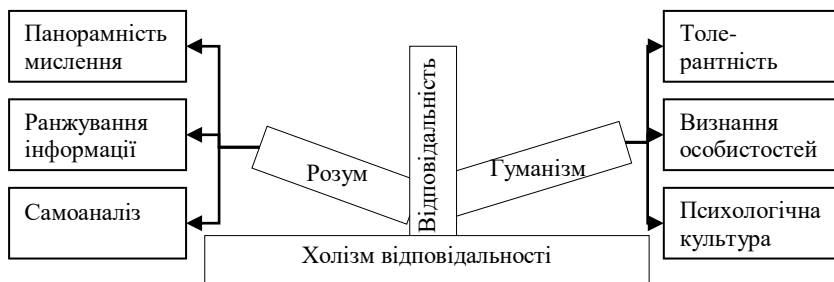 Панорамність
мислення
Ранжування
інформації
Самоаналіз
Розум
Відповідальність
Гуманізм
Толе-
рантність
Визнання
особистостей
Психологічна
культура
Холізм відповідальності